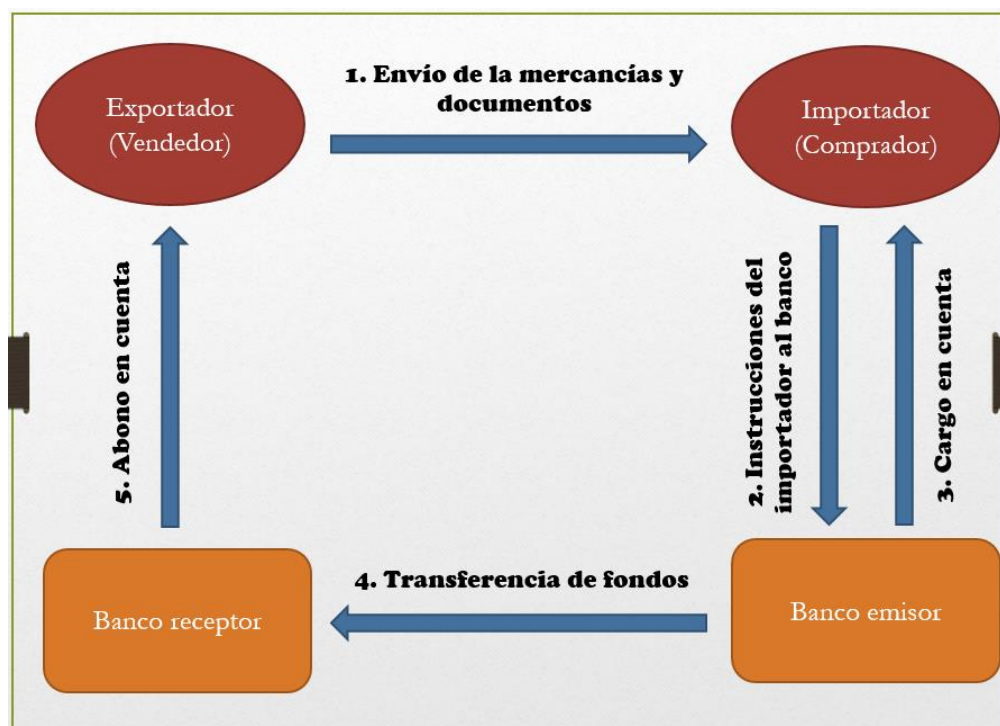 Exportador
(Vendedor)
1. Envío de la mercancías y
documentos
Importador
(Comprador)
2. Instrucciones del
importador al banco
3. Cargo en cuenta
Banco emisor
4. Transferencia de fondos
Banco receptor
5. Abono en cuenta